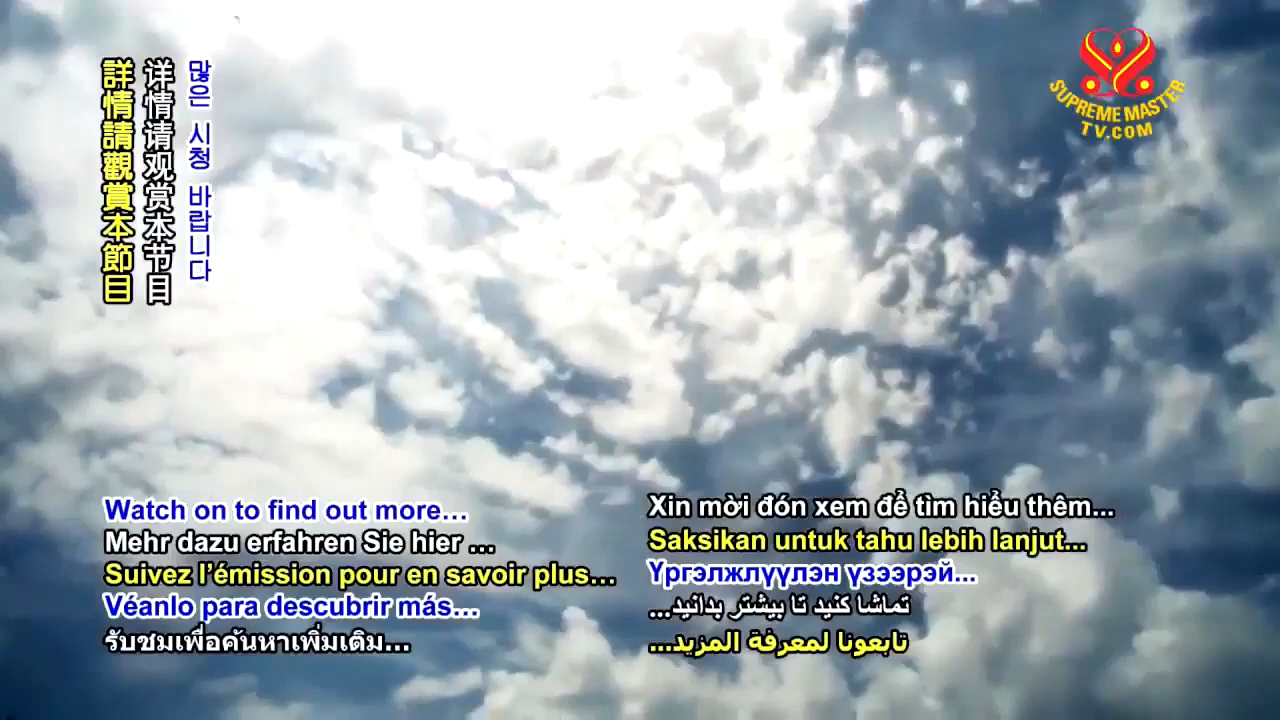 詳情請觀賞本節目
详情请观赏本节目
많은 시청 바랍니다
SUPREME MASTER
TV.COM
Watch on to find out more...
Mehr dazu erfahren Sie hier ...
Suivez l’émission pour en savoir plus...
Véanlo para descubrir más...
รับชมเพื่อค้นหาเพิ่มเติม...
Xin mời đón xem để tìm hiểu thêm...
Saksikan untuk tahu lebih lanjut...
Үргэлжлүүлэн үзээрэй...
تماشا کنید تا بیشتر بدانید...
تابعونا لمعرفة المزيد...